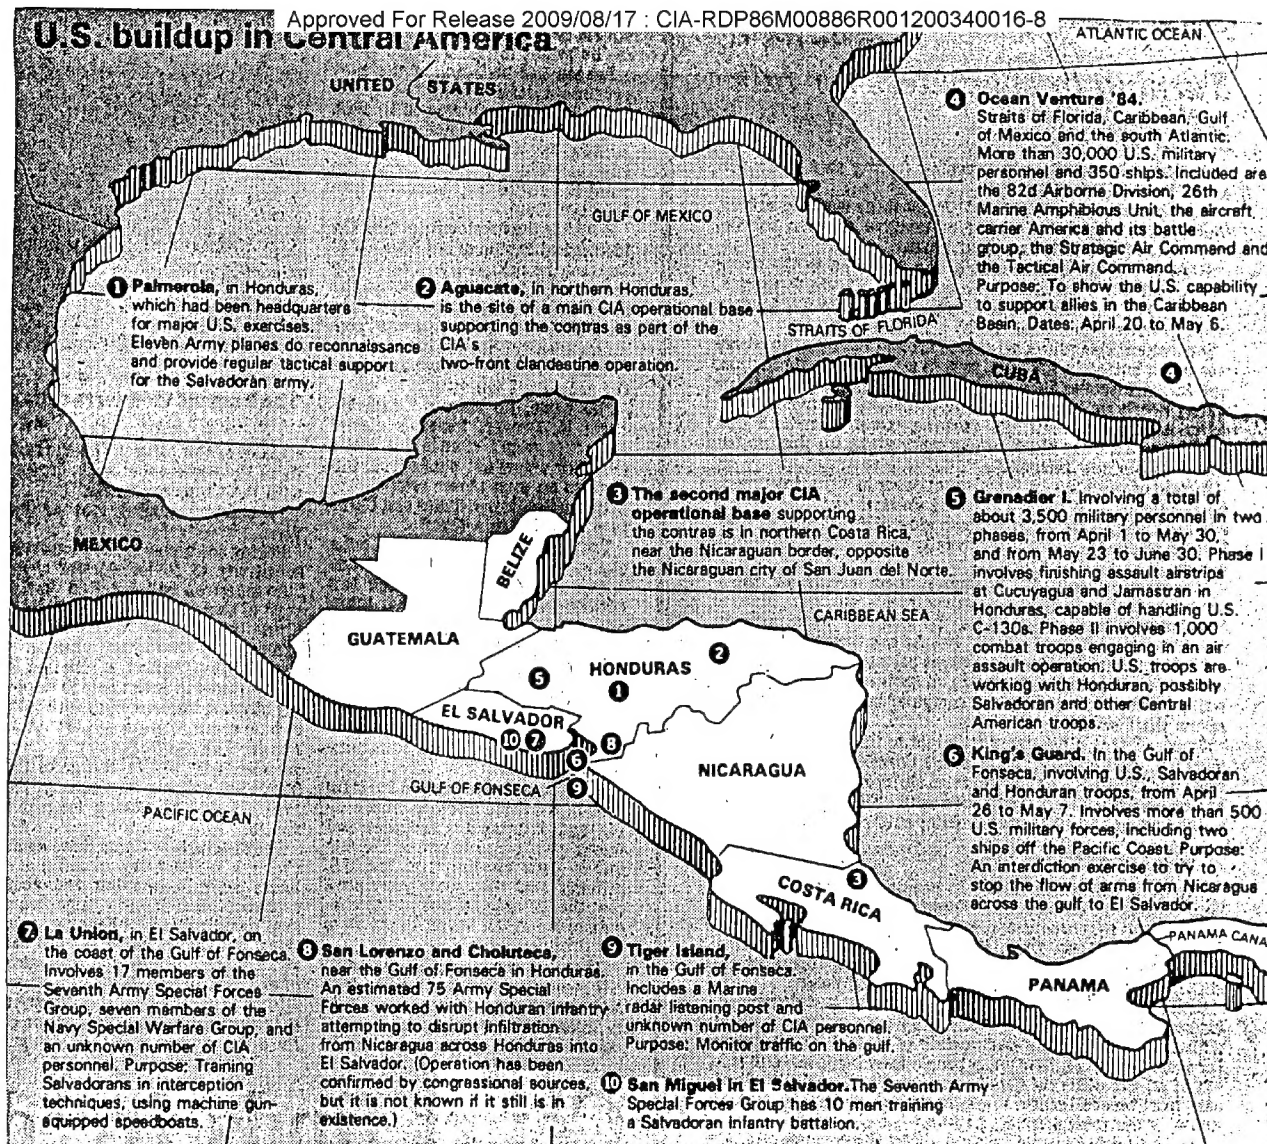 Approved For Release 2009/08/17 : CIA-RDP86M00886R001200340016-8
U.S. buildup in Central America
ATLANTIC OCEAN
UNITED STATES
GULF OF MEXICO
STRAITS OF FLORIDA
CUBA
4
MEXICO
BELIZE
CARIBBEAN SEA
GUATEMALA
HONDURAS
2
5
1
EL SALVADOR
10 7
8
6
9
NICARAGUA
GULF OF FONSECA
PACIFIC OCEAN
3
COSTA RICA
PANAMA CANA
PANAMA
1 Palmerola, in Honduras,
which had been headquarters
for major U.S. exercises.
Eleven Army planes do reconnaissance
and provide regular tactical support
for the Salvadoran army.
2 Aguacate, in northern Honduras,
is the site of a main CIA operational base
supporting the contras as part of the
CIA's
two-front clandestine operation.
3 The second major CIA
operational base supporting
the contras is in northern Costa Rica,
near the Nicaraguan border, opposite
the Nicaraguan city of San Juan del Norte.
4 Ocean Venture '84.
Straits of Florida, Caribbean, Gulf
of Mexico and the south Atlantic.
More than 30,000 U.S. military
personnel and 350 ships. Included are
the 82d Airborne Division, 26th
Marine Amphibious Unit, the aircraft
carrier America and its battle
group, the Strategic Air Command and
the Tactical Air Command.
Purpose: To show the U.S. capability
to support allies in the Caribbean
Basin. Dates: April 20 to May 6.
5 Grenadier I. Involving a total of
about 3,500 military personnel in two
phases, from April 1 to May 30,
and from May 23 to June 30. Phase I
involves finishing assault airstrips
at Cucuyagua and Jamastran in
Honduras, capable of handling U.S.
C-130s. Phase II involves 1,000
combat troops engaging in an air
assault operation. U.S. troops are
working with Honduran, possibly
Salvadoran and other Central
American troops.
6 King's Guard. In the Gulf of
Fonseca, involving U.S., Salvadoran
and Honduran troops, from April
26 to May 7. Involves more than 500
U.S. military forces, including two
ships off the Pacific Coast. Purpose:
An interdiction exercise to try to
stop the flow of arms from Nicaragua
across the gulf to El Salvador.
7 La Union, in El Salvador, on
the coast of the Gulf of Fonseca.
Involves 17 members of the
Seventh Army Special Forces
Group, seven members of the
Navy Special Warfare Group, and
an unknown number of CIA
personnel. Purpose: Training
Salvadorans in interception
techniques, using machine gun-
equipped speedboats.
8 San Lorenzo and Choluteca,
near the Gulf of Fonseca in Honduras.
An estimated 75 Army Special
Forces worked with Honduran infantry
attempting to disrupt infiltration
from Nicaragua across Honduras into
El Salvador. (Operation has been
confirmed by congressional sources,
but it is not known if it still is in
existence.)
9 Tiger Island,
in the Gulf of Fonseca.
Includes a Marine
radar listening post and
unknown number of CIA personnel.
Purpose: Monitor traffic on the gulf.
10 San Miguel in El Salvador. The Seventh Army
Special Forces Group has 10 men training
a Salvadoran infantry battalion.